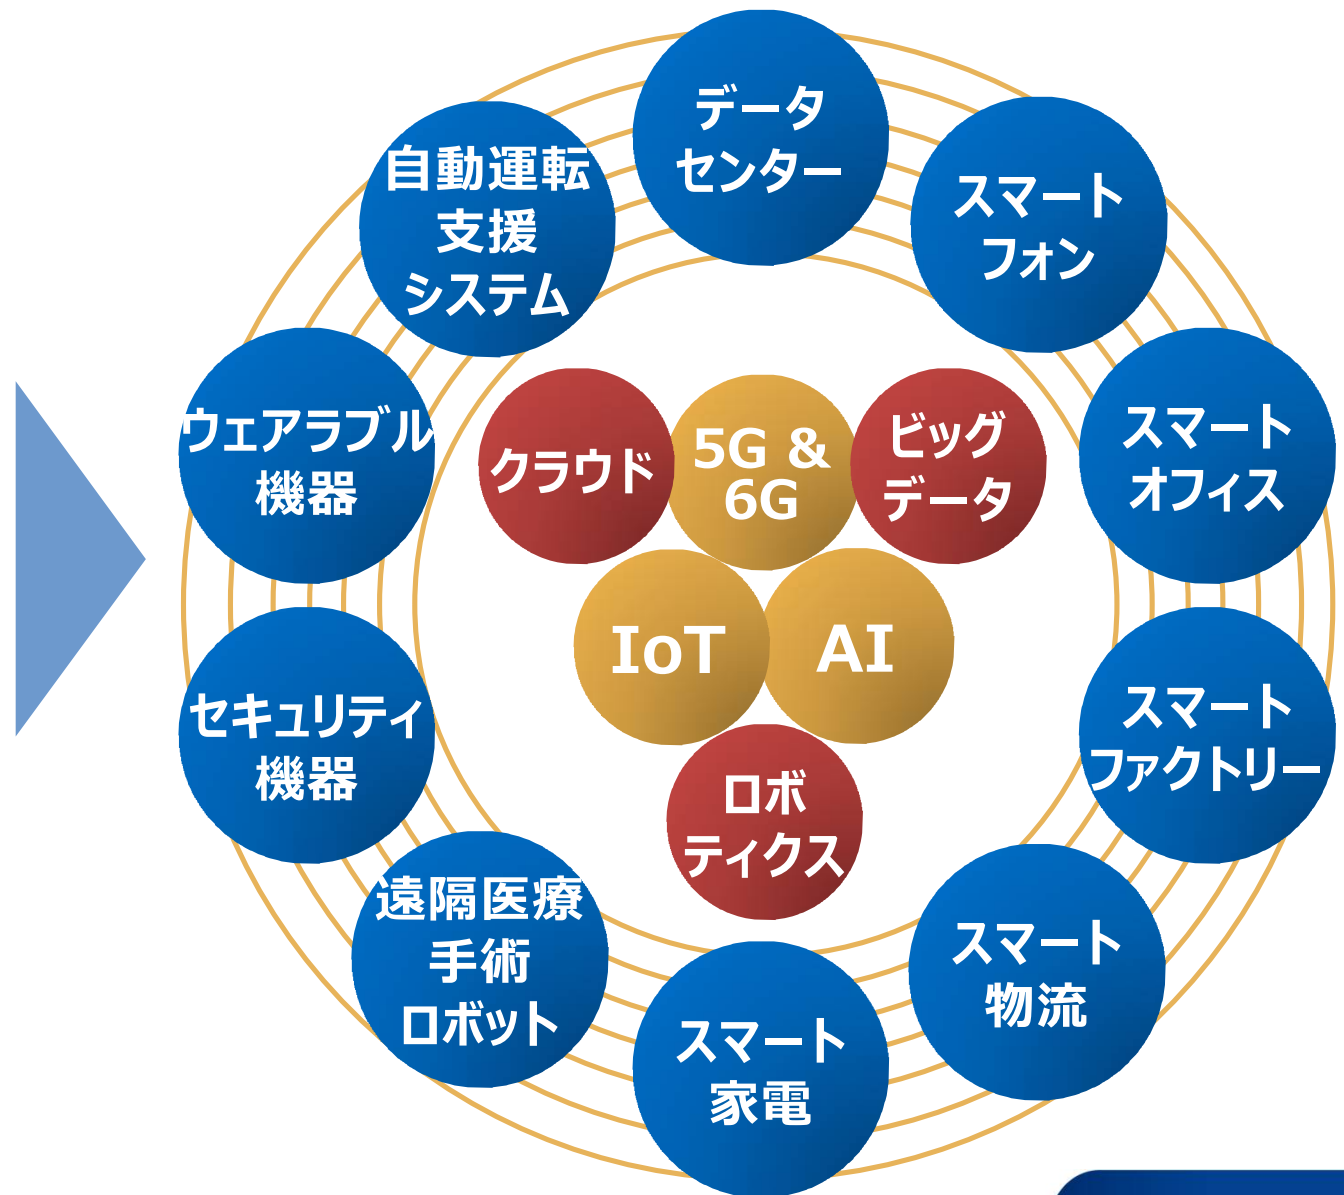 データ
センター
自動運転
支援
システム
スマート
フォン
ウェアラブル
機器
スマート
オフィス
クラウド
5G &
6G
ビッグ
データ
IoT
AI
ロボ
ティクス
セキュリティ
機器
スマート
ファクトリー
遠隔医療
手術
ロボット
スマート
物流
スマート
家電